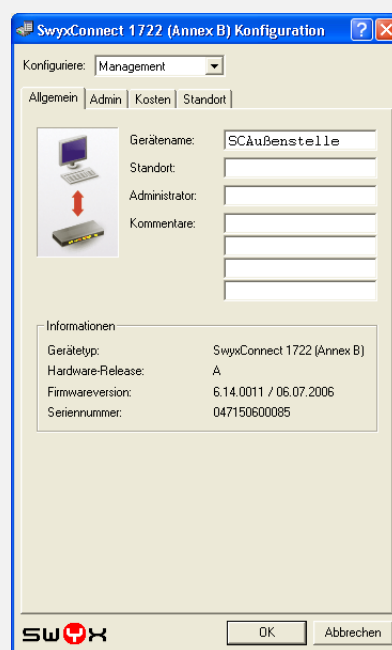 SwyxConnect 1722 (Annex B) Konfiguration
Konfiguriere: Management
Allgemein Admin Kosten Standort
Gerätename: SCAußenstelle
Standort:
Administrator:
Kommentare:
Informationen
Gerätetyp: SwyxConnect 1722 (Annex B)
Hardware-Release: A
Firmwareversion: 6.14.0011 / 06.07.2006
Seriennummer: 047150600085
swyx OK Abbrechen